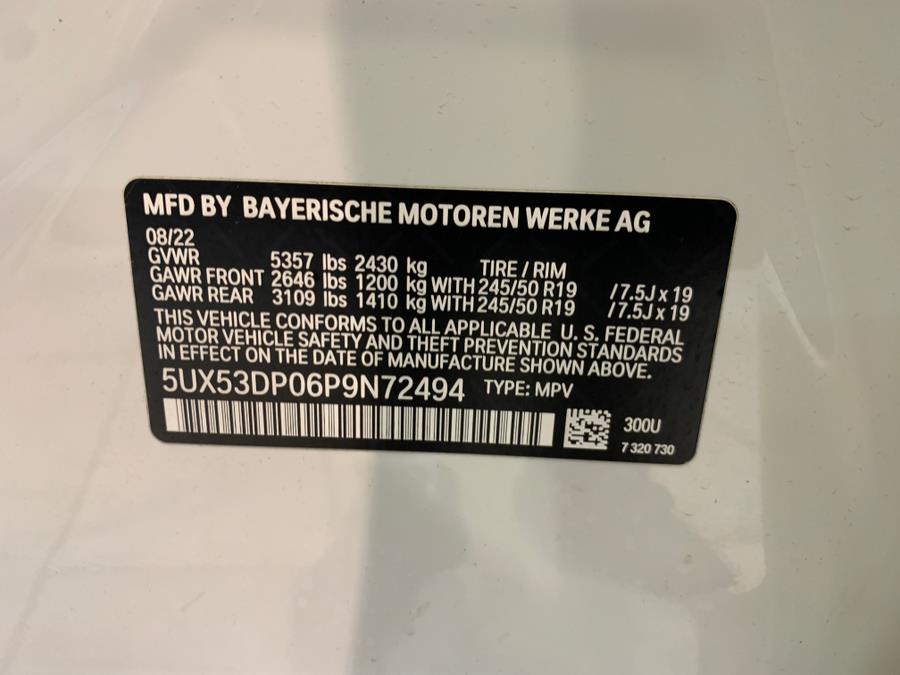 MFD BY BAYERISCHE MOTOREN WERKE AG
08/22
GVWR 5357 lbs 2430 kg TIRE / RIM
GAWR FRONT 2646 lbs 1200 kg WITH 245/50 R19 /7.5J x 19
GAWR REAR 3109 lbs 1410 kg WITH 245/50 R19 /7.5J x 19
THIS VEHICLE CONFORMS TO ALL APPLICABLE U. S. FEDERAL
MOTOR VEHICLE SAFETY AND THEFT PREVENTION STANDARDS
IN EFFECT ON THE DATE OF MANUFACTURE SHOWN ABOVE.
5UX53DP06P9N72494 TYPE: MPV
300U
7 320 730